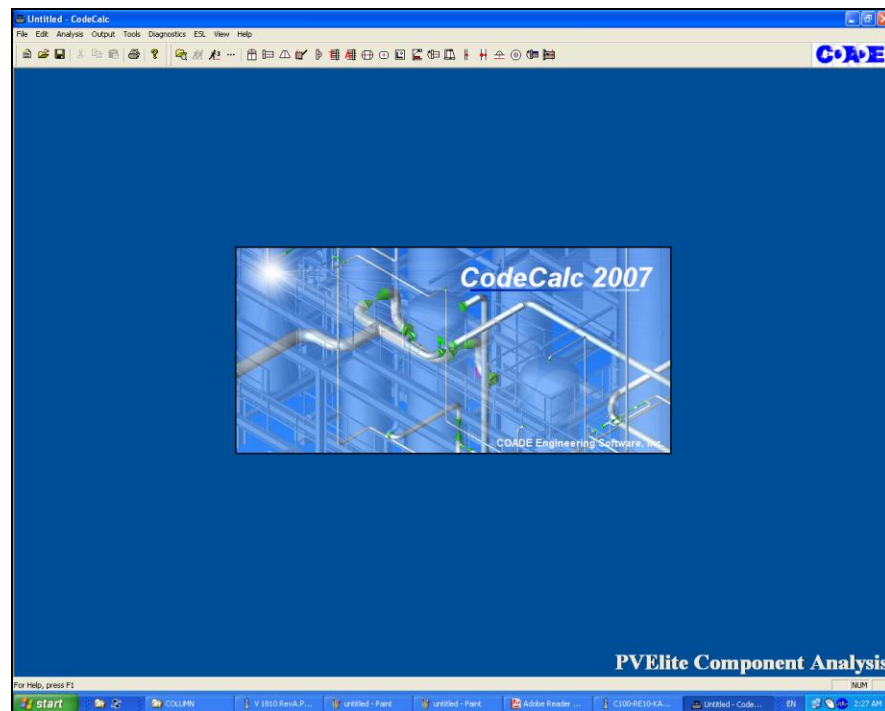 Untitled - CodeCalc
File Edit Analysis Output Tools Diagnostics ESL View Help
COADE
CodeCalc 2007
COADE Engineering Software, Inc.
PVElite Component Analysis
For Help, press F1
NUM
start COLUMN V 1810 RevA.P... untitled - Paint untitled - Paint Adobe Reader ... C100-RE10-KA... Untitled - Code... EN 2:27 AM